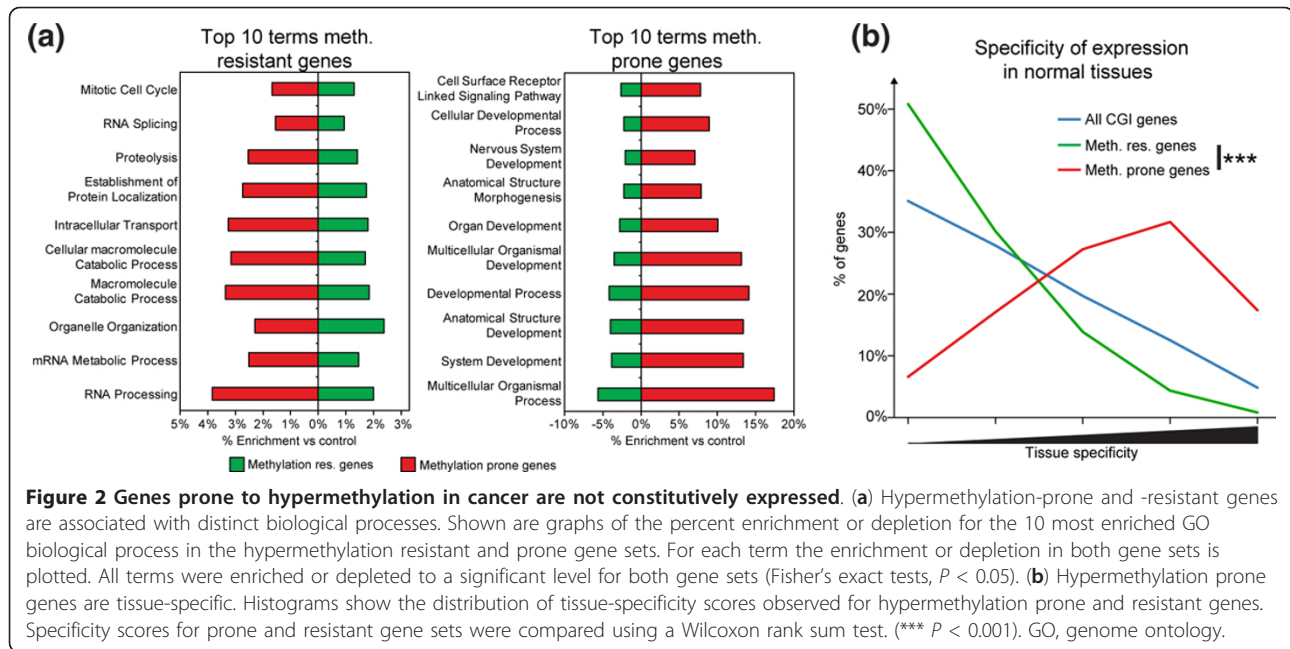 (a)
Top 10 terms meth.
resistant genes
Mitotic Cell Cycle
RNA Splicing
Proteolysis
Establishment of
Protein Localization
Intracellular Transport
Cellular macromolecule
Catabolic Process
Macromolecule
Catabolic Process
Organelle Organization
mRNA Metabolic Process
RNA Processing
5% 4% 3% 2% 1% 0% 1% 2% 3%
% Enrichment vs control
Top 10 terms meth.
prone genes
Cell Surface Receptor
Linked Signaling Pathway
Cellular Developmental
Process
Nervous System
Development
Anatomical Structure
Morphogenesis
Organ Development
Multicellular Organismal
Development
Developmental Process
Anatomical Structure
Development
System Development
Multicellular Organismal
Process
-10% -5% 0% 5% 10% 15% 20%
% Enrichment vs control
Methylation res. genes
Methylation prone genes
(b)
Specificity of expression
in normal tissues
50%
40%
30%
20%
10%
0%
% of genes
All CGI genes
Meth. res. genes
Meth. prone genes
***
Tissue specificity
Figure 2 Genes prone to hypermethylation in cancer are not constitutively expressed. (a) Hypermethylation-prone and -resistant genes
are associated with distinct biological processes. Shown are graphs of the percent enrichment or depletion for the 10 most enriched GO
biological process in the hypermethylation resistant and prone gene sets. For each term the enrichment or depletion in both gene sets is
plotted. All terms were enriched or depleted to a significant level for both gene sets (Fisher's exact tests, P < 0.05). (b) Hypermethylation prone
genes are tissue-specific. Histograms show the distribution of tissue-specificity scores observed for hypermethylation prone and resistant genes.
Specificity scores for prone and resistant gene sets were compared using a Wilcoxon rank sum test. (*** P < 0.001). GO, genome ontology.